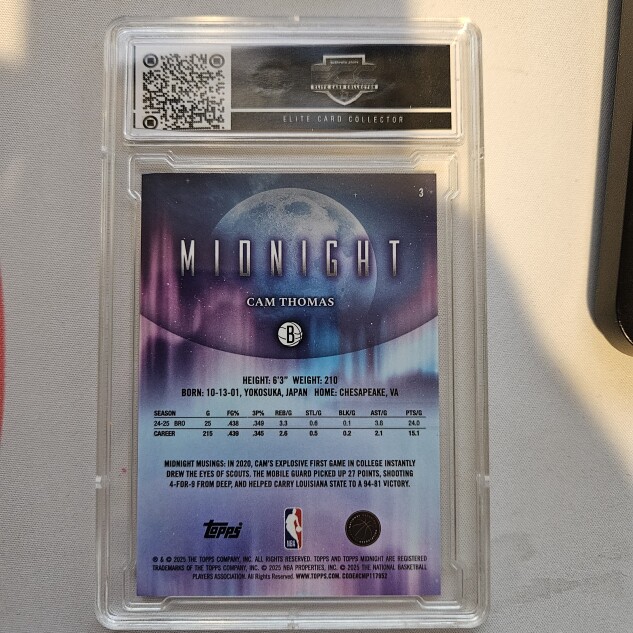 ELITE CARD COLLECTOR
ELITE CARD COLLECTOR
3
MIDNIGHT
CAM THOMAS
B
HEIGHT: 6'3" WEIGHT: 210
BORN: 10-13-01, YOKOSUKA, JAPAN HOME: CHESAPEAKE, VA
SEASON G FG% 3P% REB/G STL/G BLK/G AST/G PTS/G
24-25 BRO 25 .438 .349 3.3 0.6 0.1 3.8 24.0
CAREER 215 .439 .345 2.6 0.5 0.2 2.1 15.1
MIDNIGHT MUSINGS: IN 2020, CAM'S EXPLOSIVE FIRST GAME IN COLLEGE INSTANTLY
DREW THE EYES OF SCOUTS. THE MOBILE GUARD PICKED UP 27 POINTS, SHOOTING
4-FOR-9 FROM DEEP, AND HELPED CARRY LOUISIANA STATE TO A 94-81 VICTORY.
Topps
NBA
® & © 2025 THE TOPPS COMPANY, INC. ALL RIGHTS RESERVED. TOPPS AND TOPPS MIDNIGHT ARE REGISTERED
TRADEMARKS OF THE TOPPS COMPANY, INC. © 2025 NBA PROPERTIES, INC. © 2025 THE NATIONAL BASKETBALL
PLAYERS ASSOCIATION. All Rights Reserved. WWW.TOPPS.COM. CODE#CMP117952